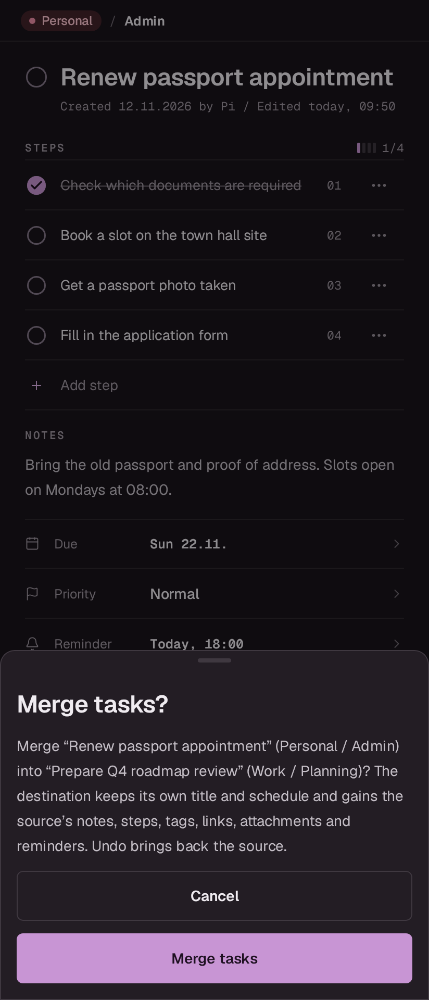 Personal / Admin
Renew passport appointment
Created 12.11.2026 by Pi / Edited today, 09:50
STEPS 1/4
Check which documents are required 01
Book a slot on the town hall site 02
Get a passport photo taken 03
Fill in the application form 04
Add step
NOTES
Bring the old passport and proof of address. Slots open
on Mondays at 08:00.
Due Sun 22.11.
Priority Normal
Reminder Today, 18:00
Merge tasks?
Merge “Renew passport appointment” (Personal / Admin)
into “Prepare Q4 roadmap review” (Work / Planning)? The
destination keeps its own title and schedule and gains the
source's notes, steps, tags, links, attachments and
reminders. Undo brings back the source.
Cancel
Merge tasks